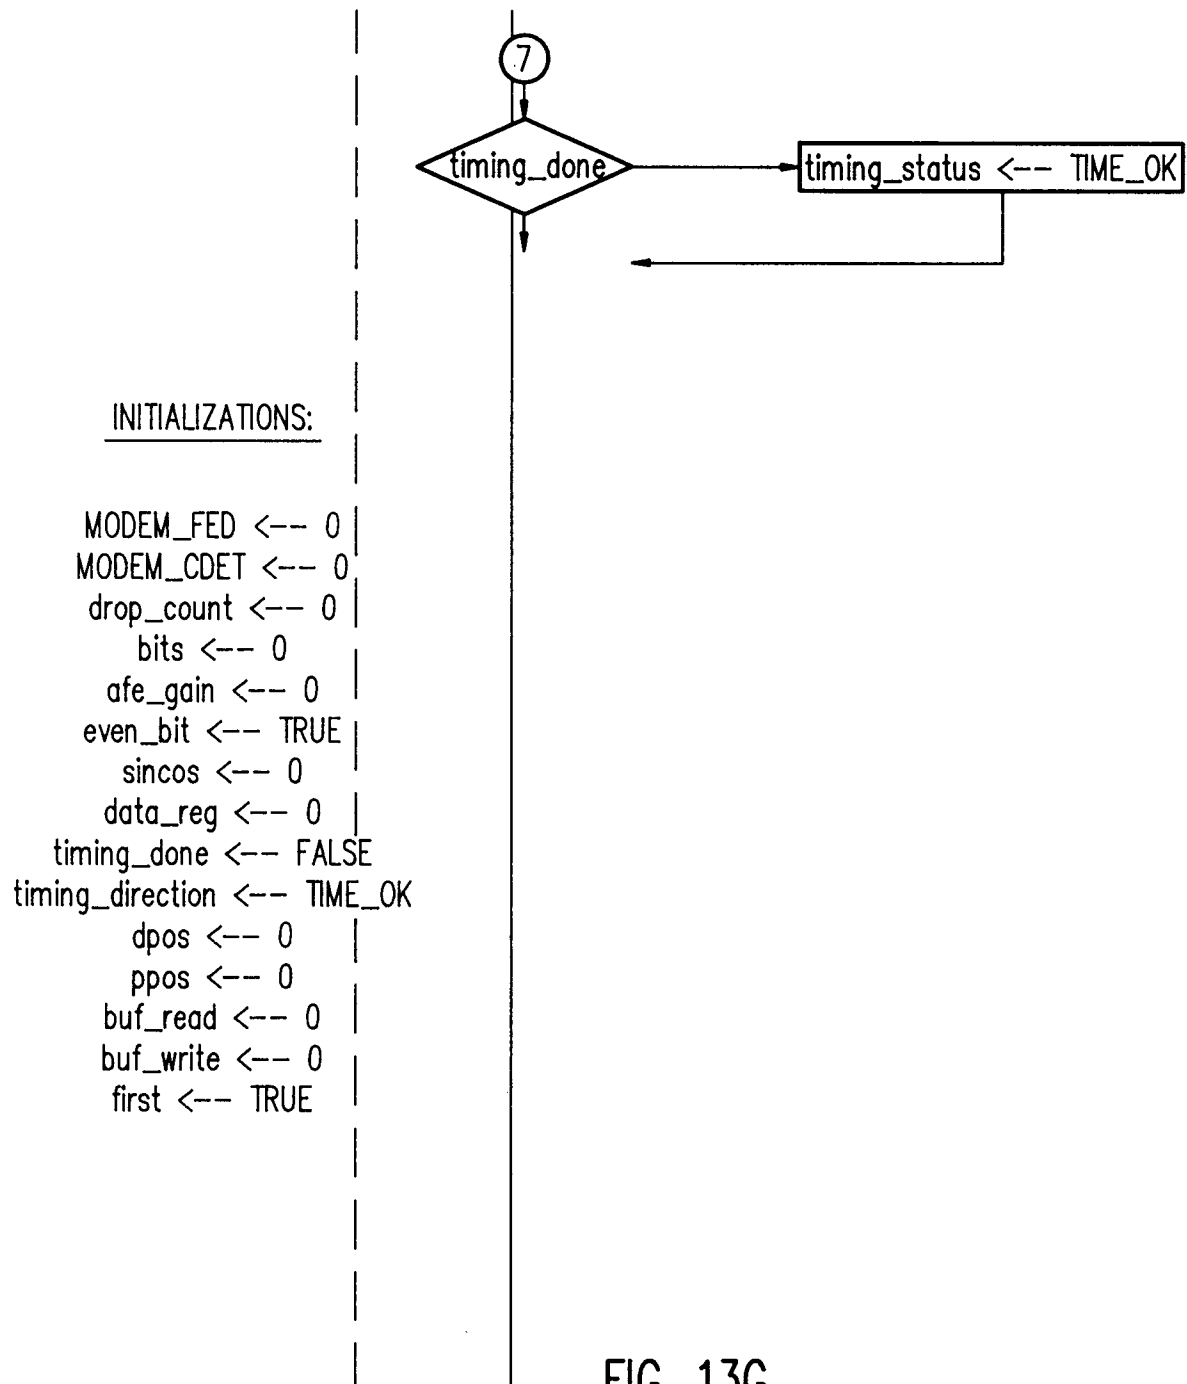 7
timing_done
timing_status <-- TIME_OK
INITIALIZATIONS:
MODEM_FED <-- 0
MODEM_CDET <-- 0
drop_count <-- 0
bits <-- 0
afe_gain <-- 0
even_bit <-- TRUE
sincos <-- 0
data_reg <-- 0
timing_done <-- FALSE
timing_direction <-- TIME_OK
dpos <-- 0
ppos <-- 0
buf_read <-- 0
buf_write <-- 0
first <-- TRUE
FIG. 13G